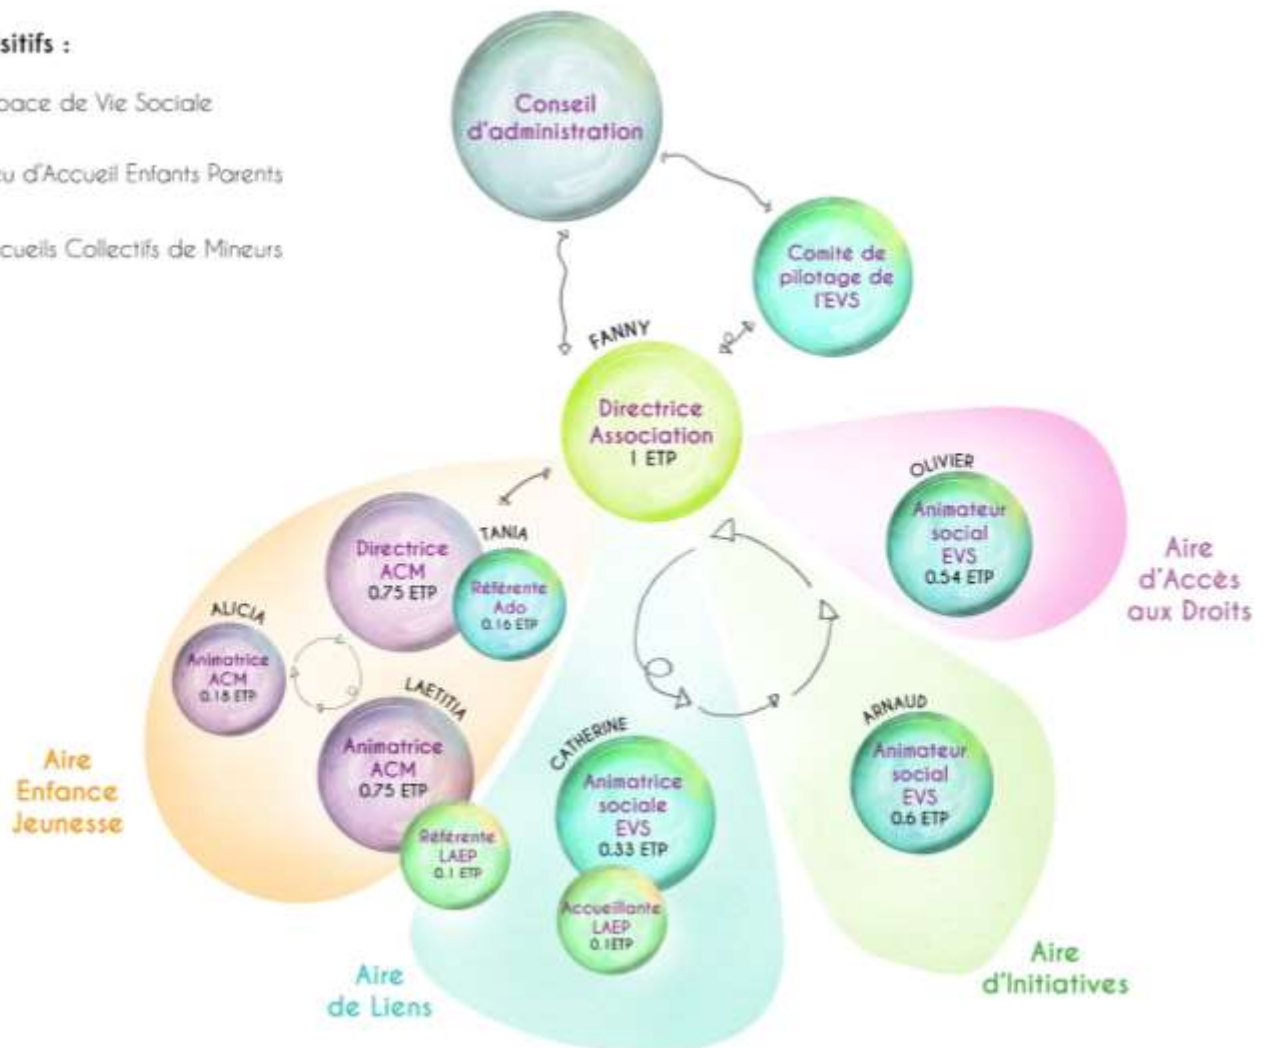 sitifs :
pace de Vie Sociale
u d'Accueil Enfants Parents
cueils Collectifs de Mineurs
Conseil
d'administration
Comité de
pilotage de
l'EVS
FANNY
Directrice
Association
1 ETP
OLIVIER
Animateur
social
EVS
0.54 ETP
Aire
d'Accès
aux Droits
Directrice
ACM
0.75 ETP
TANIA
Référente
Ado
0.16 ETP
ALICIA
Animatrice
ACM
0.18 ETP
LAETITIA
Animatrice
ACM
0.75 ETP
Référente
LAEP
0.1 ETP
Aire
Enfance
Jeunesse
CATHERINE
Animatrice
sociale
EVS
0.33 ETP
Accueillante
LAEP
0.1ETP
Aire
de Liens
ARNAUD
Animateur
social
EVS
0.6 ETP
Aire
d'Initiatives